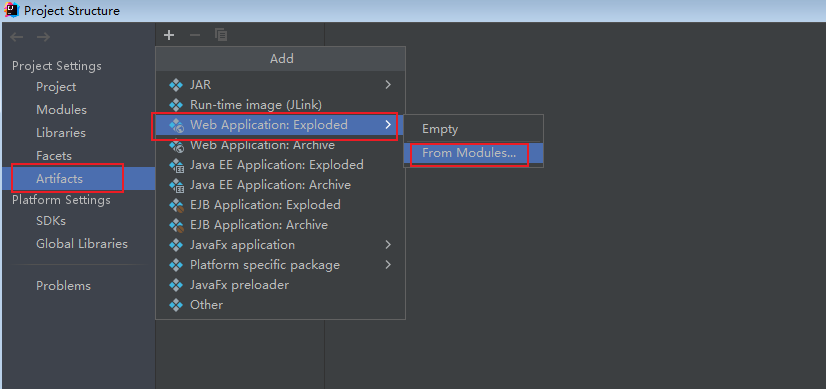 Project Structure
Project Settings
Project
Modules
Libraries
Facets
Artifacts
Platform Settings
SDKs
Global Libraries
Problems
Add
JAR
Run-time image (JLink)
Web Application: Exploded
Web Application: Archive
Java EE Application: Exploded
Java EE Application: Archive
EJB Application: Exploded
EJB Application: Archive
JavaFx application
Platform specific package
JavaFx preloader
Other
Empty
From Modules...